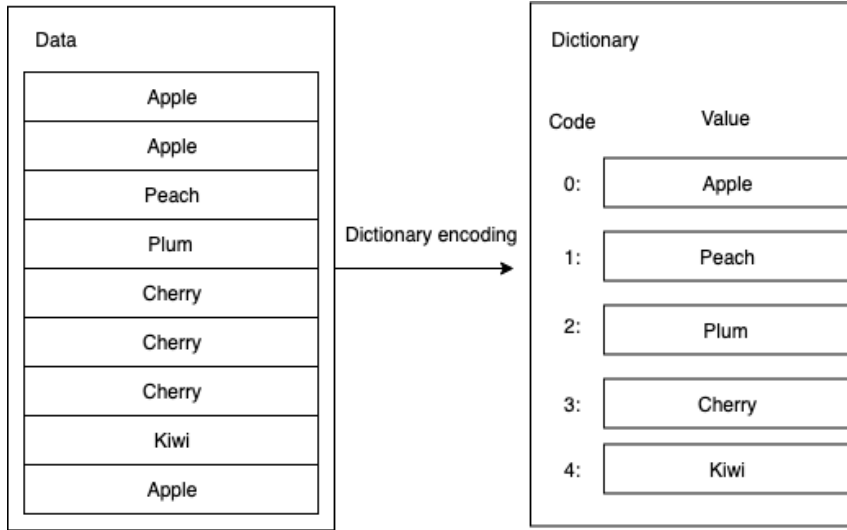 Data
Apple
Apple
Peach
Plum
Cherry
Cherry
Cherry
Kiwi
Apple
Dictionary encoding
Dictionary
Code Value
0: Apple
1: Peach
2: Plum
3: Cherry
4: Kiwi